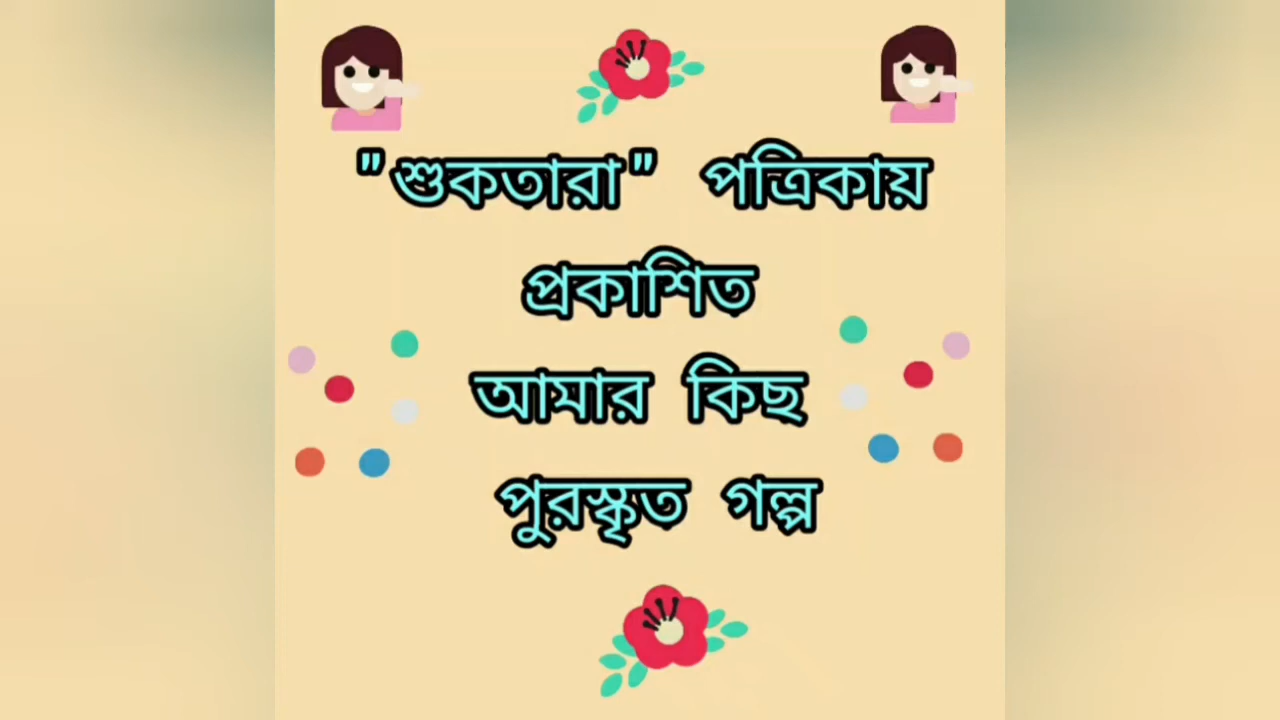 "শুকতারা" পত্রিকায়
প্রকাশিত
আমার কিছ
পুরস্কৃত গল্প